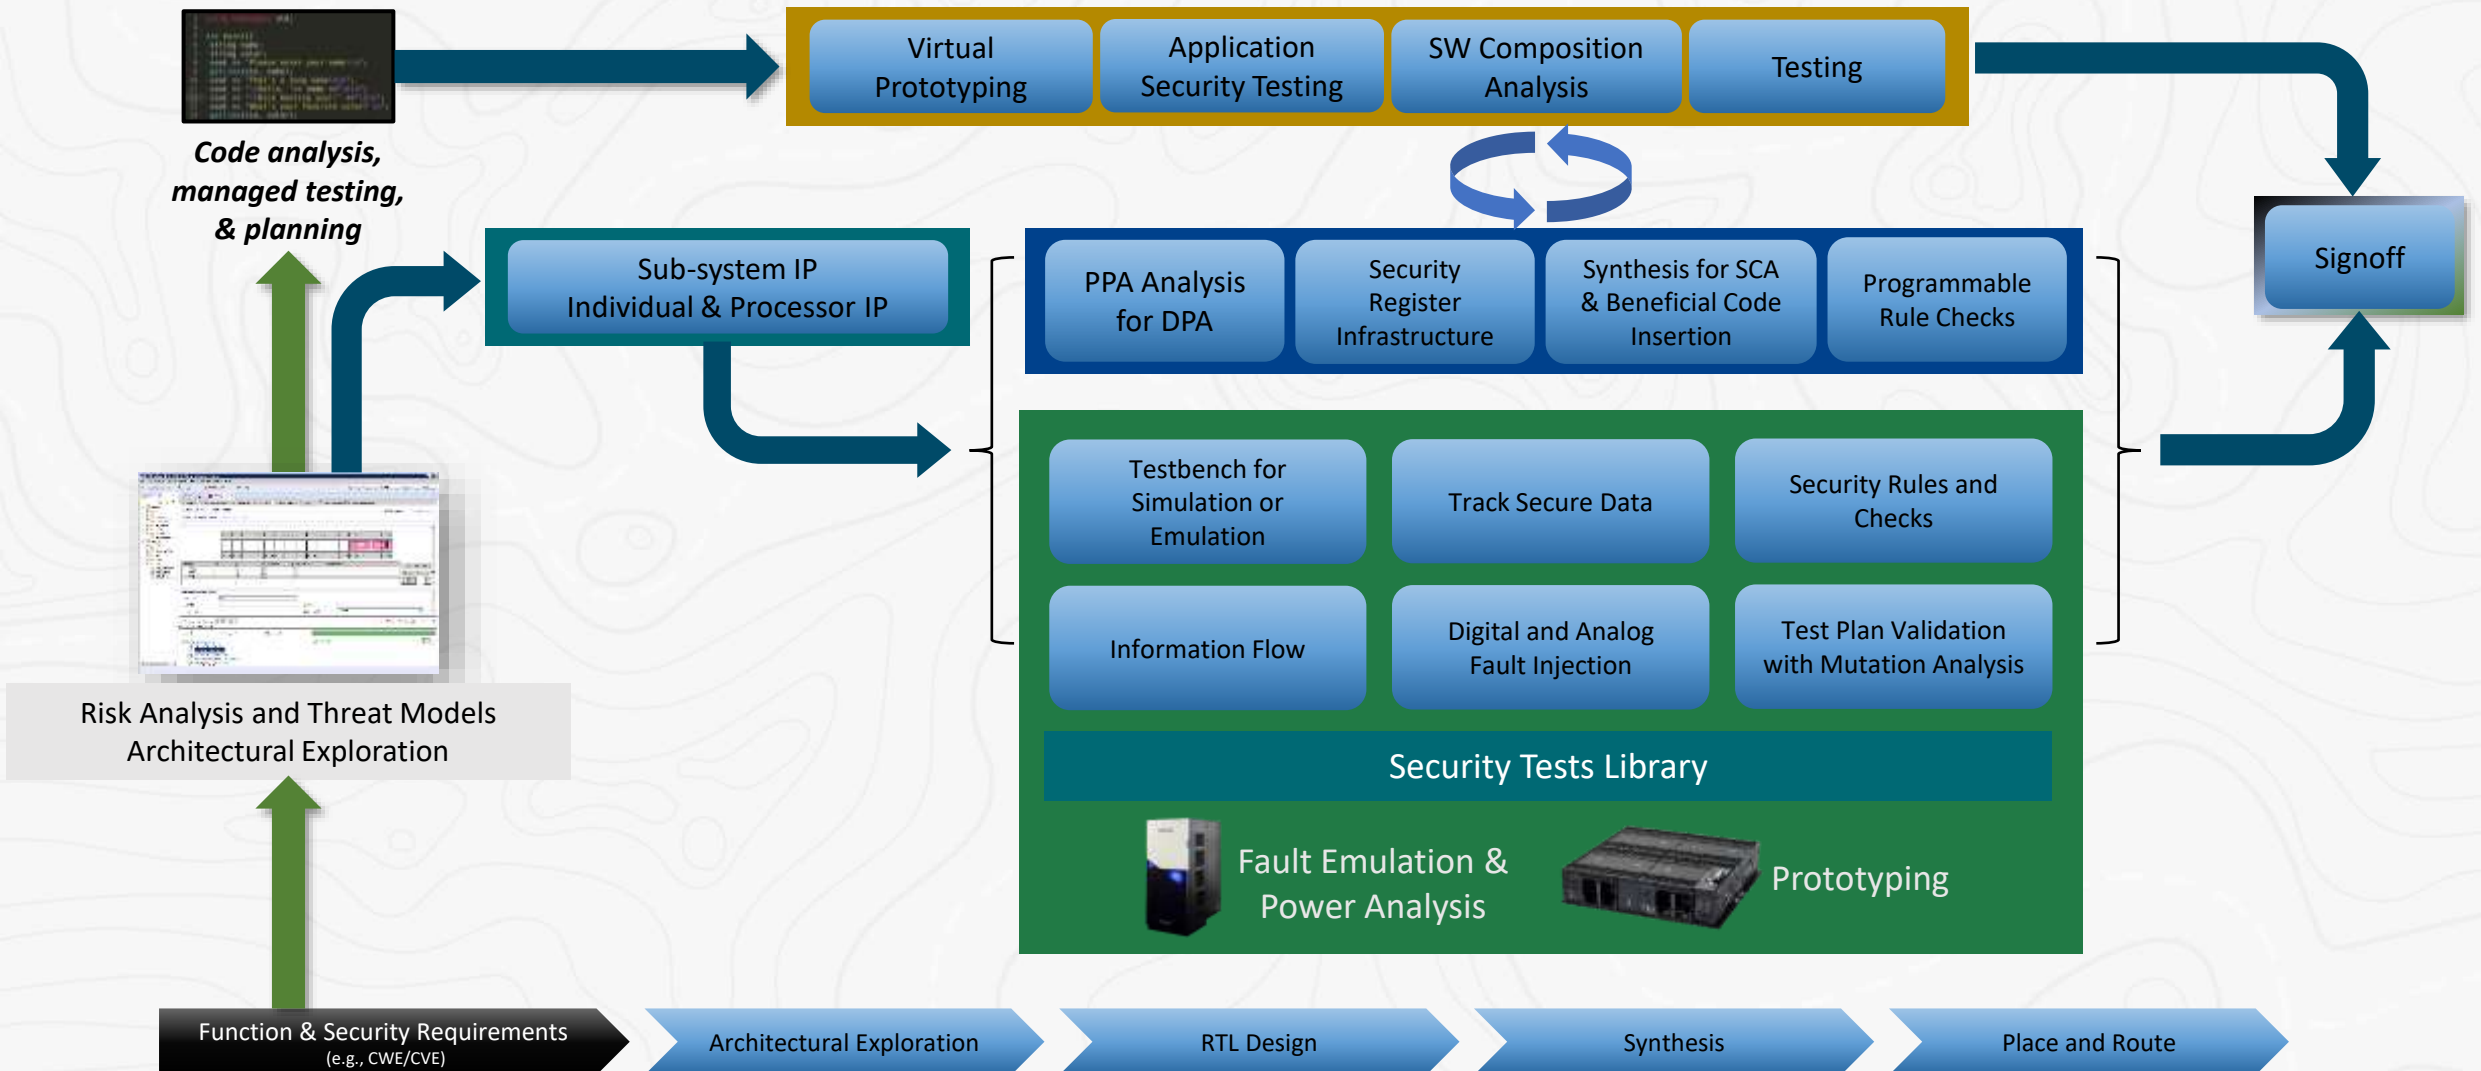 Virtual
Prototyping
Application
Security Testing
SW Composition
Analysis
Testing
Code analysis,
managed testing,
& planning
Sub-system IP
Individual & Processor IP
PPA Analysis
for DPA
Security
Register
Infrastructure
Synthesis for SCA
& Beneficial Code
Insertion
Programmable
Rule Checks
Signoff
Testbench for
Simulation or
Emulation
Track Secure Data
Security Rules and
Checks
Information Flow
Digital and Analog
Fault Injection
Test Plan Validation
with Mutation Analysis
Risk Analysis and Threat Models
Architectural Exploration
Security Tests Library
Fault Emulation &
Power Analysis
Prototyping
Function & Security Requirements
(e.g., CWE/CVE)
Architectural Exploration
RTL Design
Synthesis
Place and Route